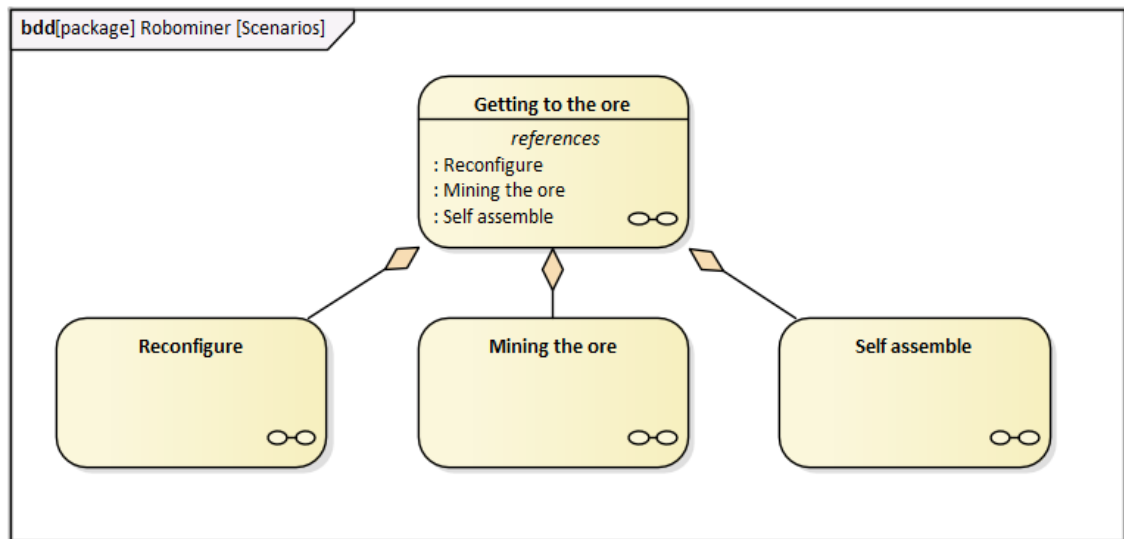 bdd[package] Robominer [Scenarios]
Getting to the ore
references
: Reconfigure
: Mining the ore
: Self assemble
Reconfigure
Mining the ore
Self assemble